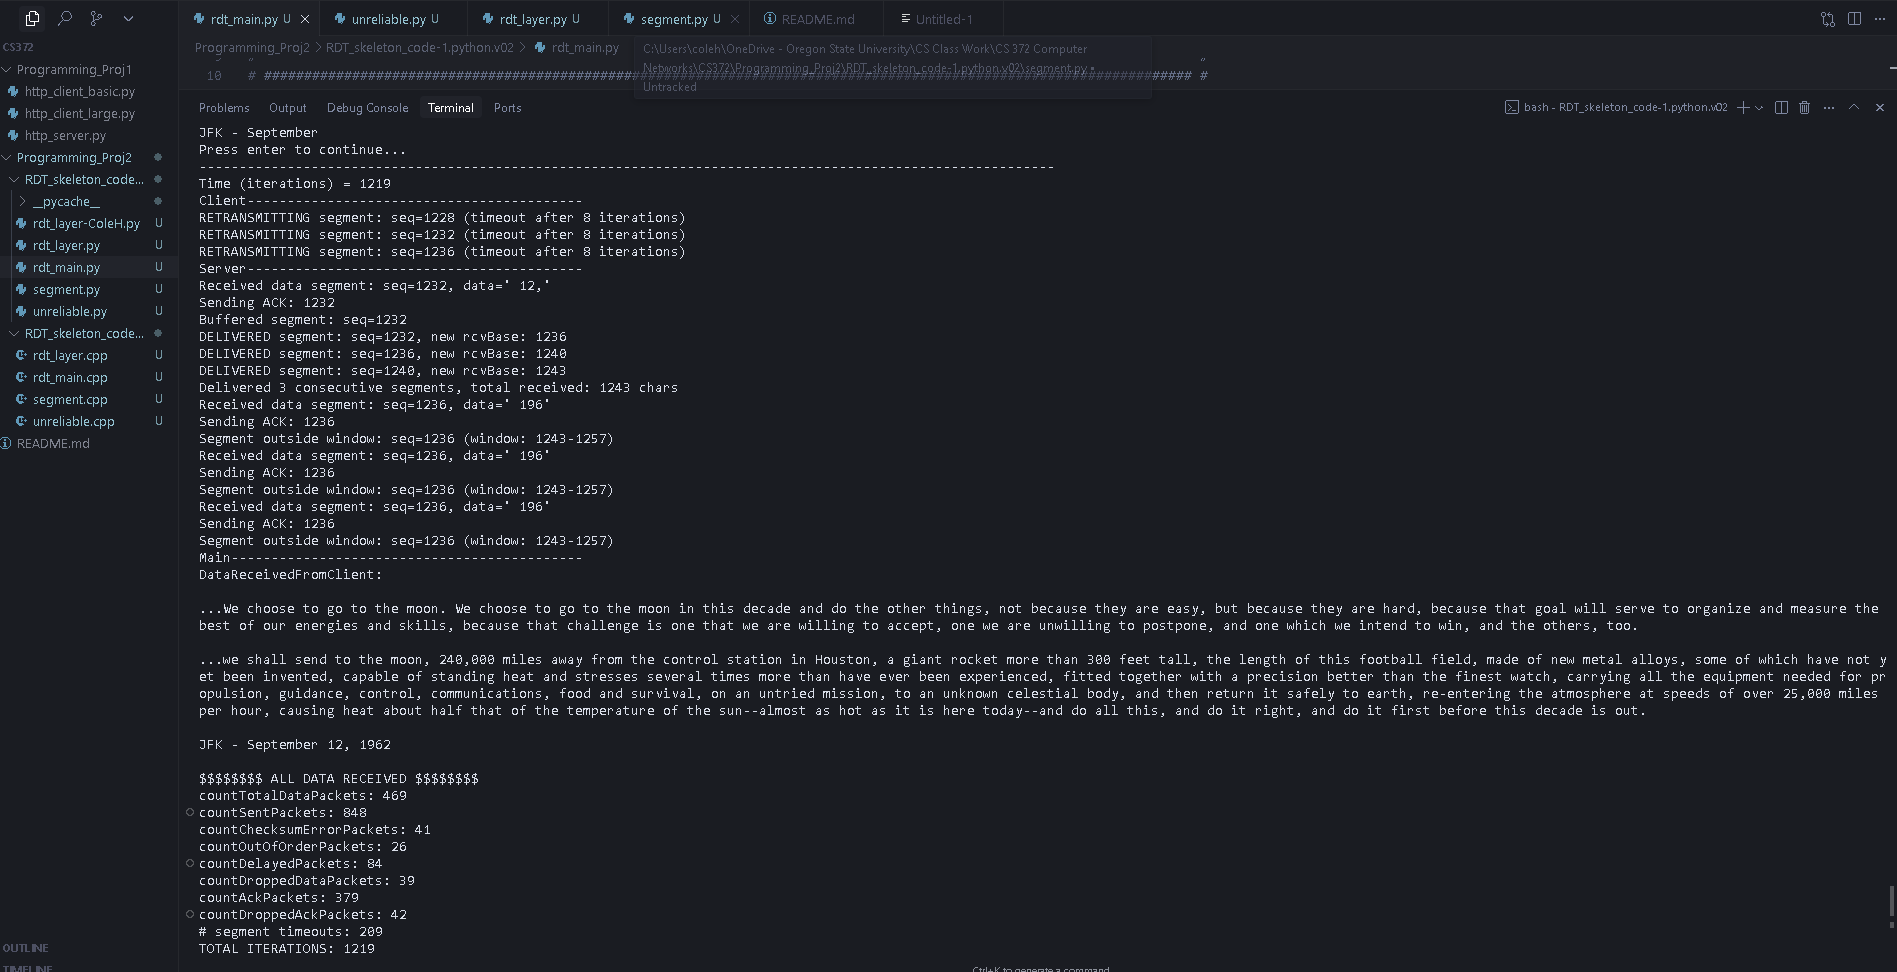 rdt_main.py U
unreliable.py U
rdt_layer.py U
segment.py U
README.md
Untitled-1
CS372
Programming_Proj1
http_client_basic.py
http_client_large.py
http_server.py
Programming_Proj2
RDT_skeleton_code...
__pycache__
rdt_layer-ColeH.py U
rdt_layer.py U
rdt_main.py U
segment.py U
unreliable.py U
RDT_skeleton_code...
rdt_layer.cpp U
rdt_main.cpp U
segment.cpp U
unreliable.cpp U
README.md
OUTLINE
TIMELINE
Programming_Proj2 > RDT_skeleton_code-1.python.v02 > rdt_main.py
C:\Users\coleh\OneDrive - Oregon State University\CS Class Work\CS 372 Computer
Networks\CS372\Programming_Proj2\RDT_skeleton_code-1.python.v02\segment.py •
Untracked
10
Problems Output Debug Console Terminal Ports
bash - RDT_skeleton_code-1.python.v02
JFK - September
Press enter to continue...
-----------------------------------------------------------------------------------------------------------
Time (iterations) = 1219
Client------------------------------------------
RETRANSMITTING segment: seq=1228 (timeout after 8 iterations)
RETRANSMITTING segment: seq=1232 (timeout after 8 iterations)
RETRANSMITTING segment: seq=1236 (timeout after 8 iterations)
Server------------------------------------------
Received data segment: seq=1232, data=' 12,'
Sending ACK: 1232
Buffered segment: seq=1232
DELIVERED segment: seq=1232, new rcvBase: 1236
DELIVERED segment: seq=1236, new rcvBase: 1240
DELIVERED segment: seq=1240, new rcvBase: 1243
Delivered 3 consecutive segments, total received: 1243 chars
Received data segment: seq=1236, data=' 196'
Sending ACK: 1236
Segment outside window: seq=1236 (window: 1243-1257)
Received data segment: seq=1236, data=' 196'
Sending ACK: 1236
Segment outside window: seq=1236 (window: 1243-1257)
Received data segment: seq=1236, data=' 196'
Sending ACK: 1236
Segment outside window: seq=1236 (window: 1243-1257)
Main--------------------------------------------
DataReceivedFromClient:
...We choose to go to the moon. We choose to go to the moon in this decade and do the other things, not because they are easy, but because they are hard, because that goal will serve to organize and measure the
best of our energies and skills, because that challenge is one that we are willing to accept, one we are unwilling to postpone, and one which we intend to win, and the others, too.
...we shall send to the moon, 240,000 miles away from the control station in Houston, a giant rocket more than 300 feet tall, the length of this football field, made of new metal alloys, some of which have not y
et been invented, capable of standing heat and stresses several times more than have ever been experienced, fitted together with a precision better than the finest watch, carrying all the equipment needed for pr
opulsion, guidance, control, communications, food and survival, on an untried mission, to an unknown celestial body, and then return it safely to earth, re-entering the atmosphere at speeds of over 25,000 miles
per hour, causing heat about half that of the temperature of the sun--almost as hot as it is here today--and do all this, and do it right, and do it first before this decade is out.
JFK - September 12, 1962
$$$$$$$$ ALL DATA RECEIVED $$$$$$$$
countTotalDataPackets: 469
countSentPackets: 848
countChecksumErrorPackets: 41
countOutOfOrderPackets: 26
countDelayedPackets: 84
countDroppedDataPackets: 39
countAckPackets: 379
countDroppedAckPackets: 42
# segment timeouts: 209
TOTAL ITERATIONS: 1219
Ctrl+K to generate a command